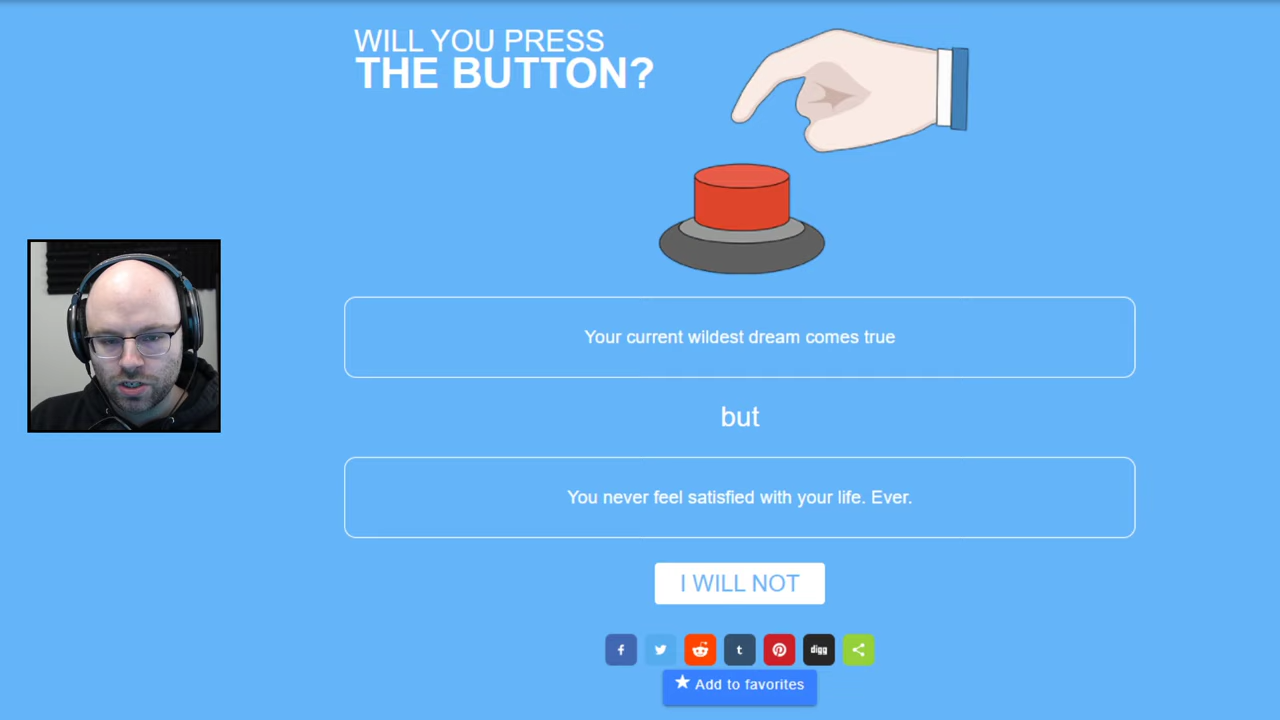 WILL YOU PRESS
THE BUTTON?
Your current wildest dream comes true
but
You never feel satisfied with your life. Ever.
I WILL NOT
f
t
digg
Add to favorites